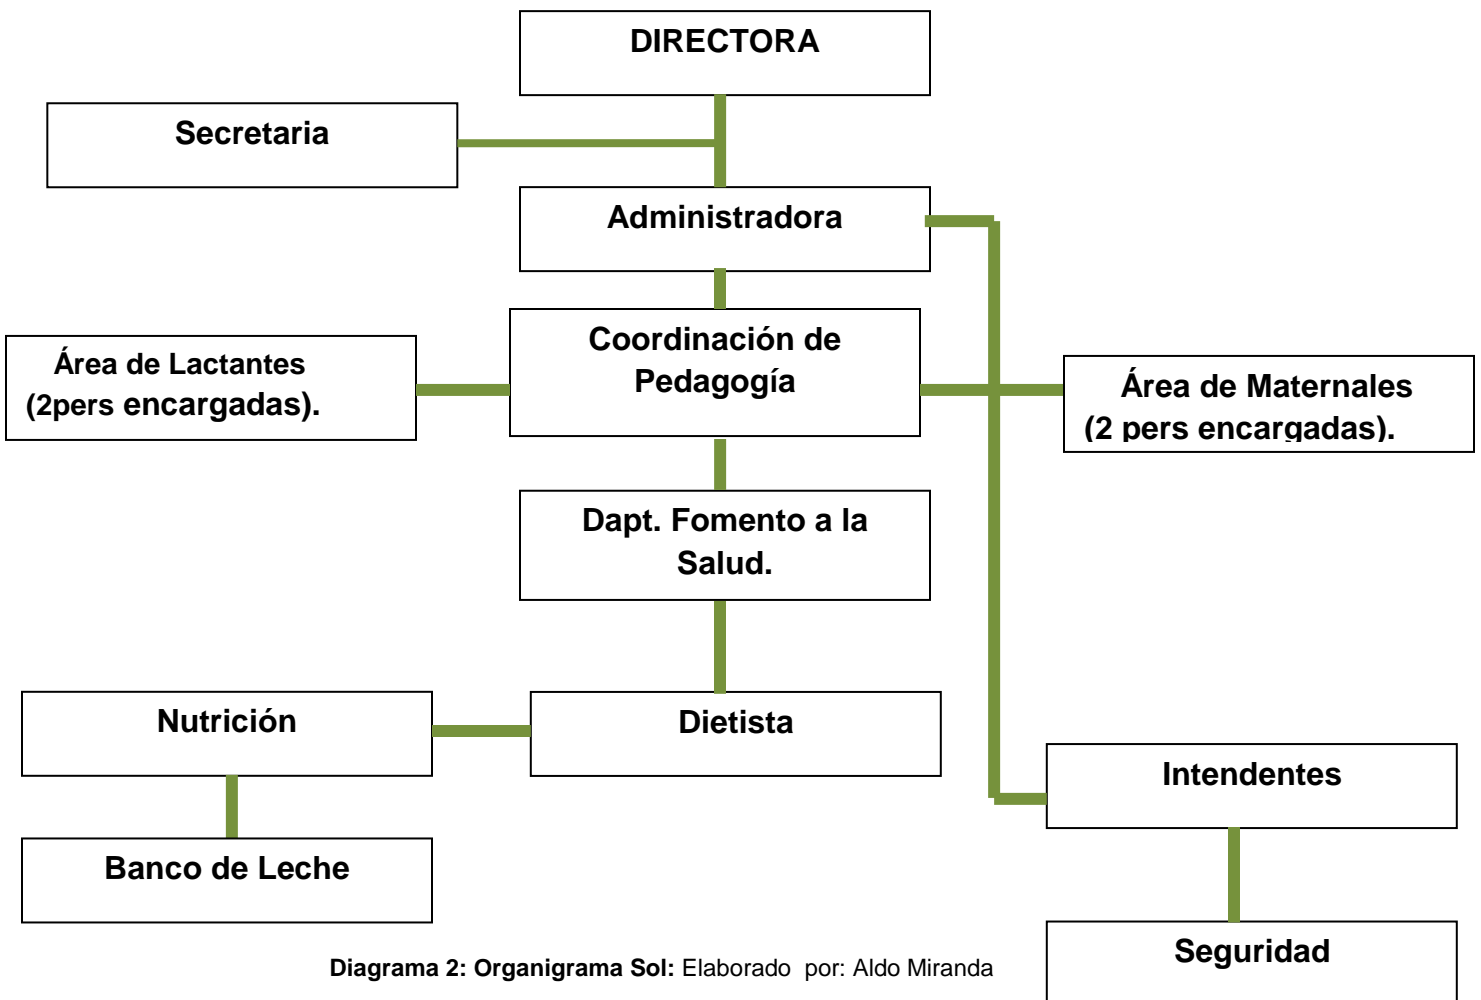 DIRECTORA
Secretaria
Administradora
Coordinación de
Pedagogía
Área de Lactantes
(2pers encargadas).
Área de Maternales
(2 pers encargadas).
Dapt. Fomento a la
Salud.
Nutrición
Dietista
Intendentes
Banco de Leche
Seguridad
Diagrama 2: Organigrama Sol: Elaborado por: Aldo Miranda